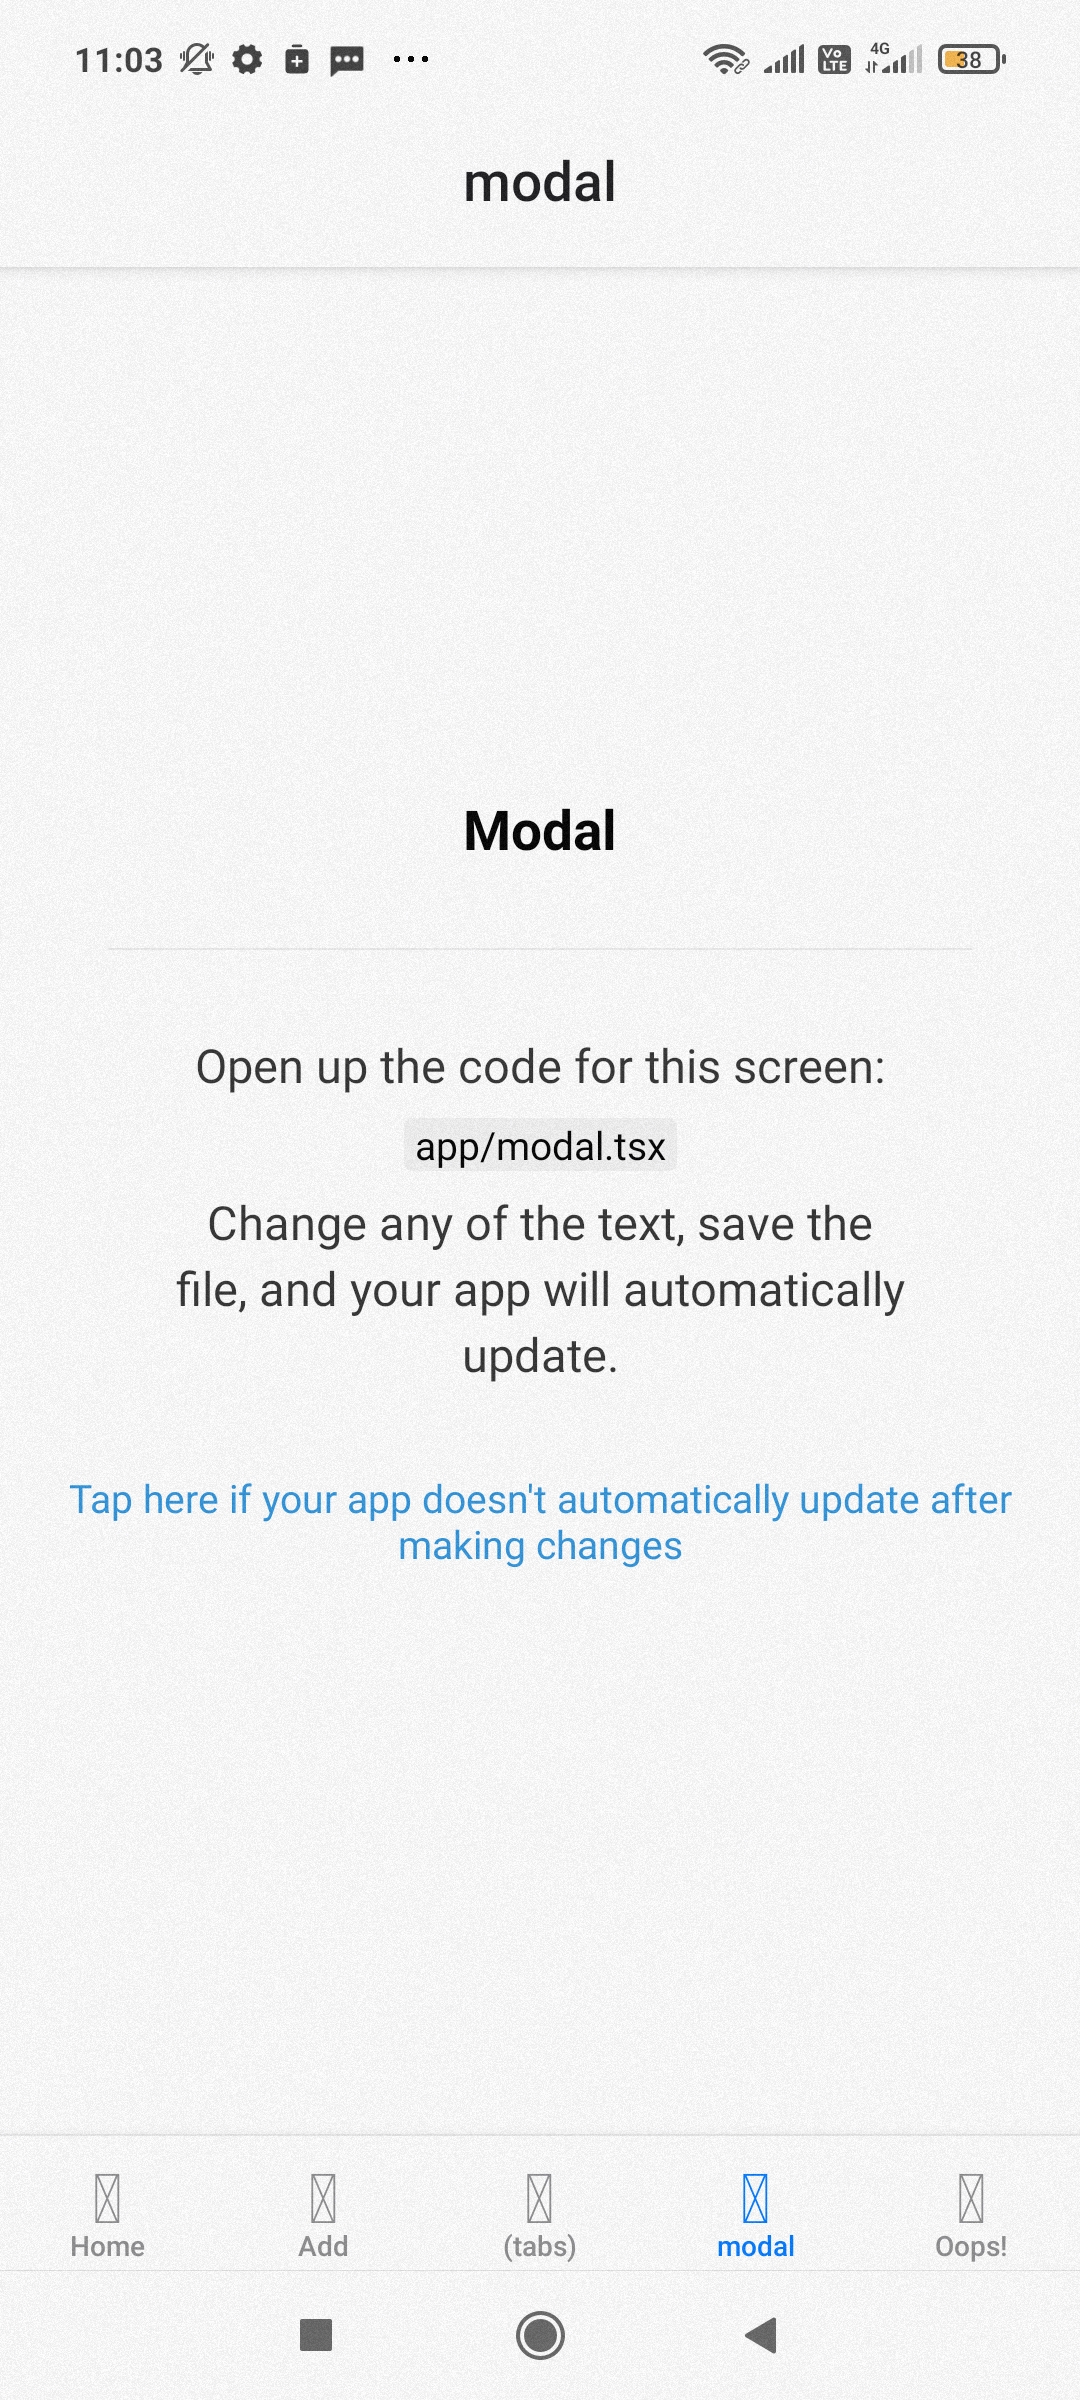 11:03
Vo
LTE
4G
38
modal
Modal
Open up the code for this screen:
app/modal.tsx
Change any of the text, save the
file, and your app will automatically
update.
Tap here if your app doesn't automatically update after
making changes
Home
Add
(tabs)
modal
Oops!